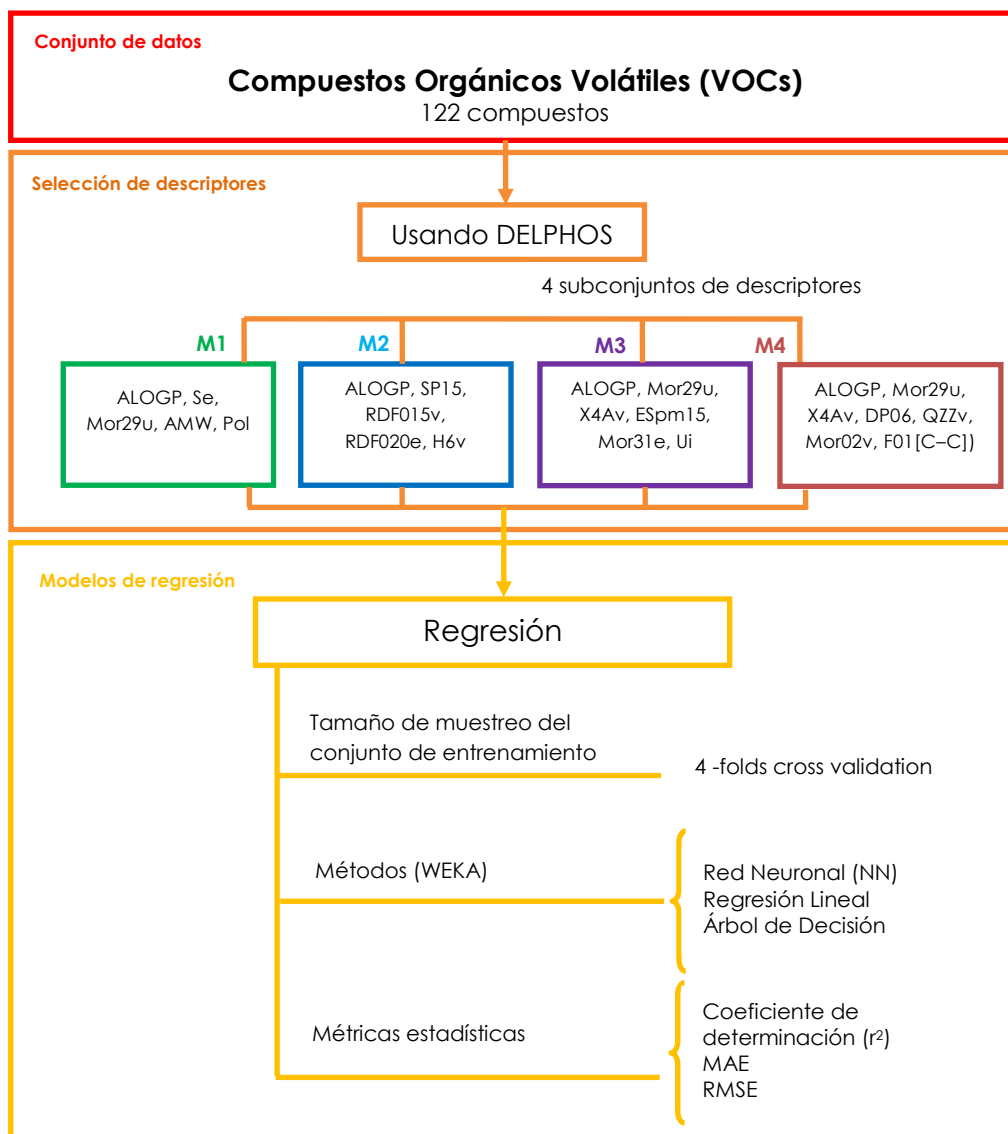 Conjunto de datos
Compuestos Orgánicos Volátiles (VOCs)
122 compuestos
Selección de descriptores
Usando DELPHOS
4 subconjuntos de descriptores
M1
M2
M3
M4
ALOGP, Se,
Mor29u, AMW, Pol
ALOGP, SP15,
RDF015v,
RDF020e, H6v
ALOGP, Mor29u,
X4Av, ESpm15,
Mor31e, Ui
ALOGP, Mor29u,
X4Av, DP06, QZZv,
Mor02v, F01[C–C])
Modelos de regresión
Regresión
Tamaño de muestreo del
conjunto de entrenamiento
4 -folds cross validation
Métodos (WEKA)
Red Neuronal (NN)
Regresión Lineal
Árbol de Decisión
Métricas estadísticas
Coeficiente de
determinación (r²)
MAE
RMSE